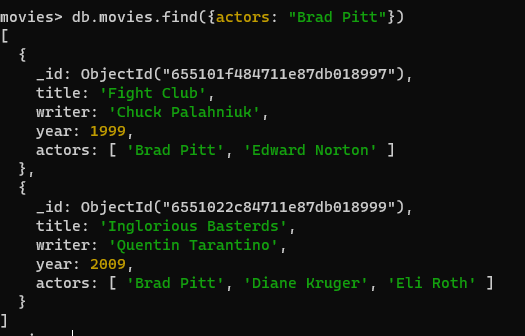 movies> db.movies.find({actors: "Brad Pitt"})
[
  {
    _id: ObjectId("655101f484711e87db018997"),
    title: 'Fight Club',
    writer: 'Chuck Palahniuk',
    year: 1999,
    actors: [ 'Brad Pitt', 'Edward Norton' ]
  },
  {
    _id: ObjectId("6551022c84711e87db018999"),
    title: 'Inglorious Basterds',
    writer: 'Quentin Tarantino',
    year: 2009,
    actors: [ 'Brad Pitt', 'Diane Kruger', 'Eli Roth' ]
  }
]